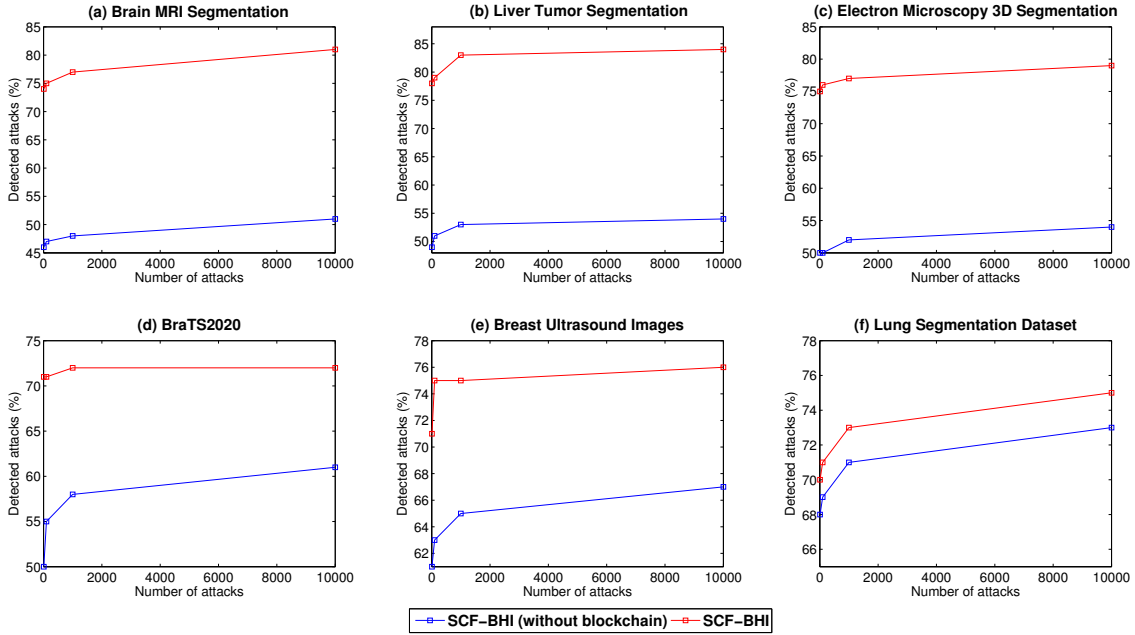 (a) Brain MRI Segmentation
85
80
75
70
65
60
55
50
45
0 2000 4000 6000 8000 10000
Number of attacks
Detected attacks (%)
(b) Liver Tumor Segmentation
85
80
75
70
65
60
55
50
0 2000 4000 6000 8000 10000
Number of attacks
Detected attacks (%)
(c) Electron Microscopy 3D Segmentation
85
80
75
70
65
60
55
50
0 2000 4000 6000 8000 10000
Number of attacks
Detected attacks (%)
(d) BraTS2020
75
70
65
60
55
50
0 2000 4000 6000 8000 10000
Number of attacks
Detected attacks (%)
(e) Breast Ultrasound Images
78
76
74
72
70
68
66
64
62
0 2000 4000 6000 8000 10000
Number of attacks
Detected attacks (%)
(f) Lung Segmentation Dataset
78
76
74
72
70
68
66
0 2000 4000 6000 8000 10000
Number of attacks
Detected attacks (%)
SCF−BHI (without blockchain) SCF−BHI